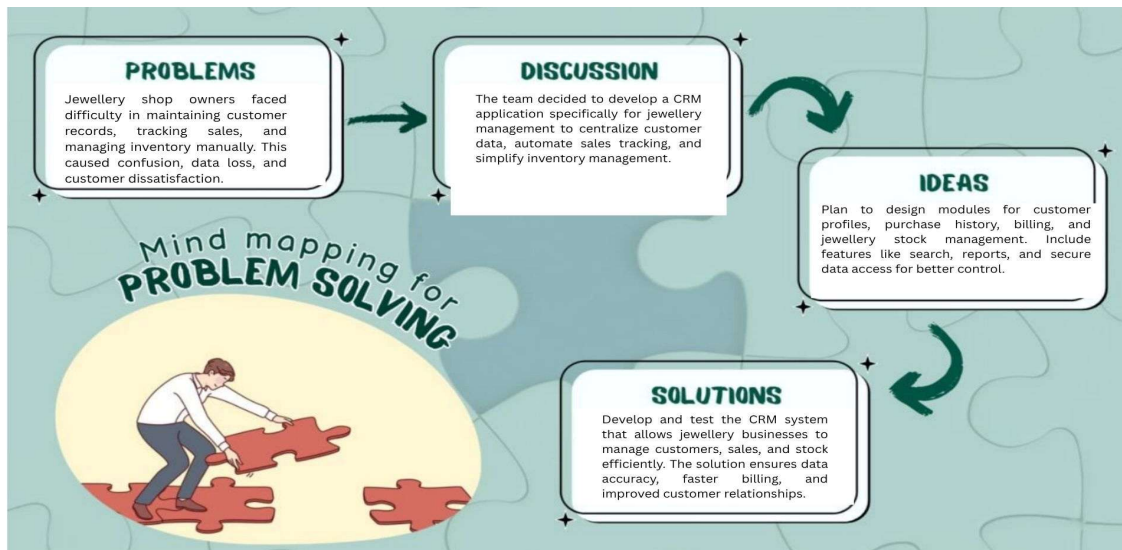 PROBLEMS
Jewellery shop owners faced
difficulty in maintaining customer
records, tracking sales, and
managing inventory manually. This
caused confusion, data loss, and
customer dissatisfaction.
DISCUSSION
The team decided to develop a CRM
application specifically for jewellery
management to centralize customer
data, automate sales tracking, and
simplify inventory management.
IDEAS
Plan to design modules for customer
profiles, purchase history, billing, and
jewellery stock management. Include
features like search, reports, and secure
data access for better control.
Mind mapping for
PROBLEM SOLVING
SOLUTIONS
Develop and test the CRM system
that allows jewellery businesses to
manage customers, sales, and stock
efficiently. The solution ensures data
accuracy, faster billing, and
improved customer relationships.